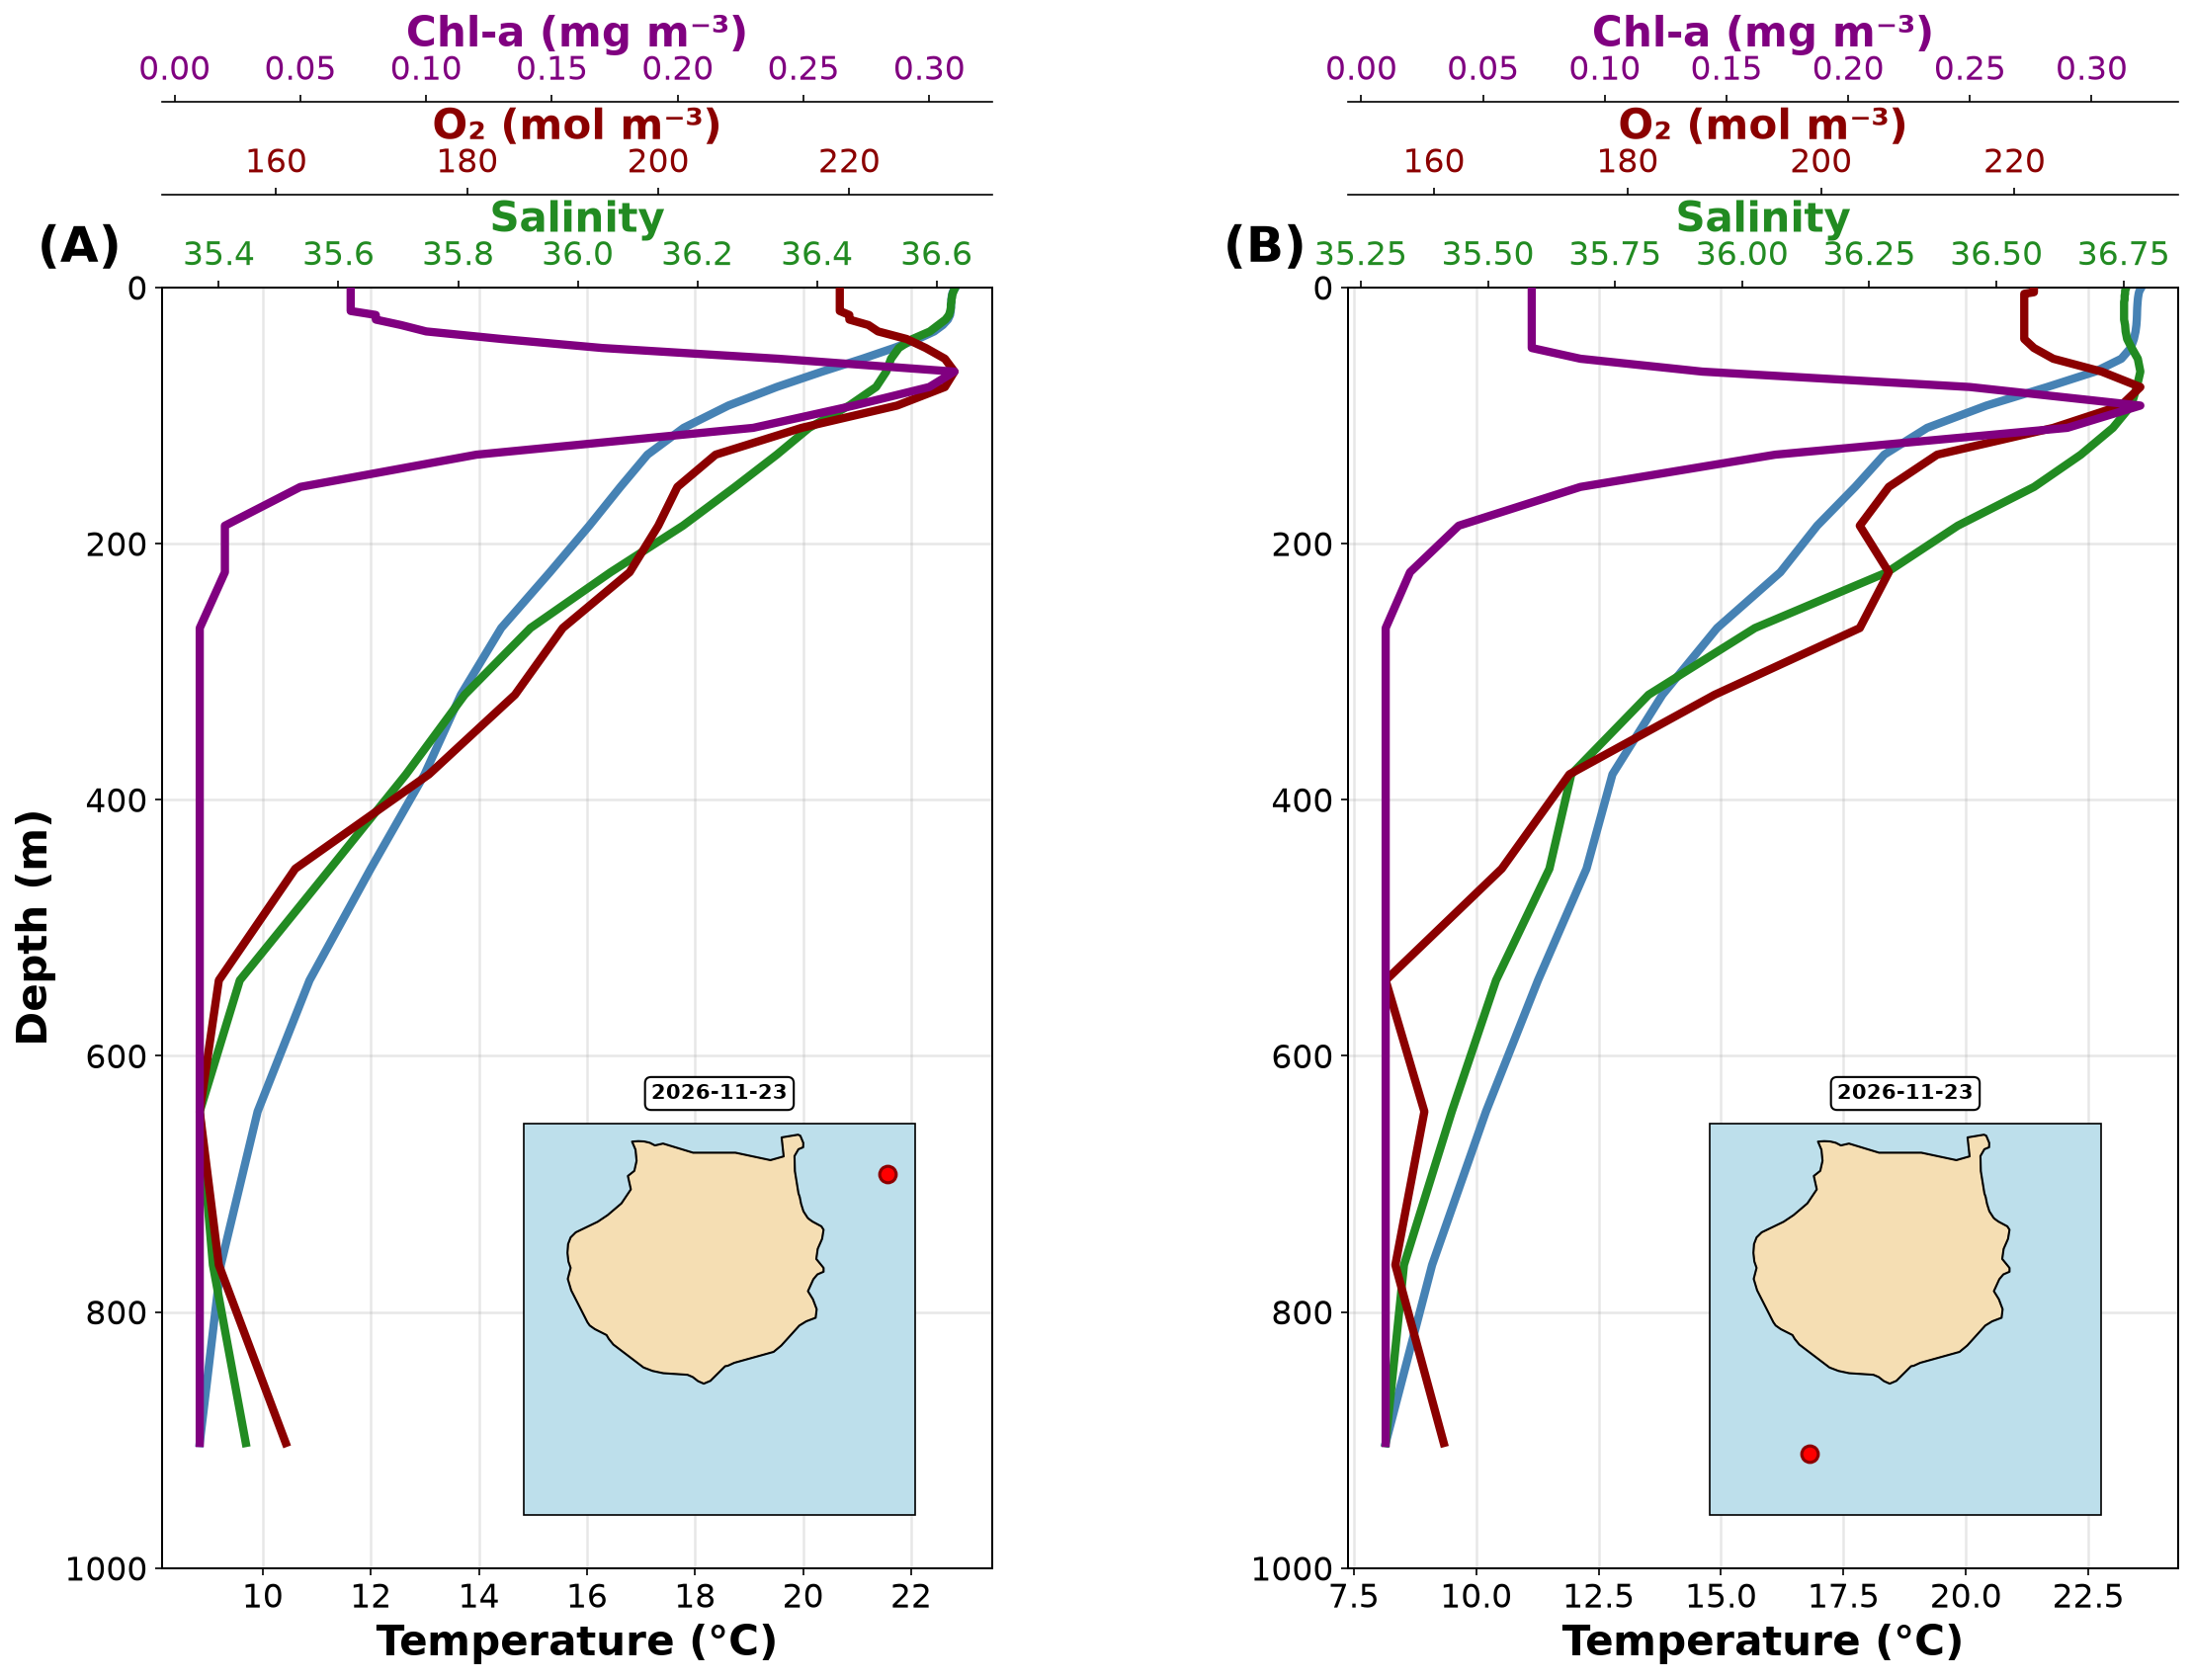 Chl-a (mg m⁻³)
0.00 0.05 0.10 0.15 0.20 0.25 0.30
O₂ (mol m⁻³)
160 180 200 220
Salinity
(A)
35.4 35.6 35.8 36.0 36.2 36.4 36.6
0
200
400
600
800
1000
Depth (m)
2026-11-23
10 12 14 16 18 20 22
Temperature (°C)
Chl-a (mg m⁻³)
0.00 0.05 0.10 0.15 0.20 0.25 0.30
O₂ (mol m⁻³)
160 180 200 220
Salinity
(B)
35.25 35.50 35.75 36.00 36.25 36.50 36.75
0
200
400
600
800
1000
2026-11-23
7.5 10.0 12.5 15.0 17.5 20.0 22.5
Temperature (°C)